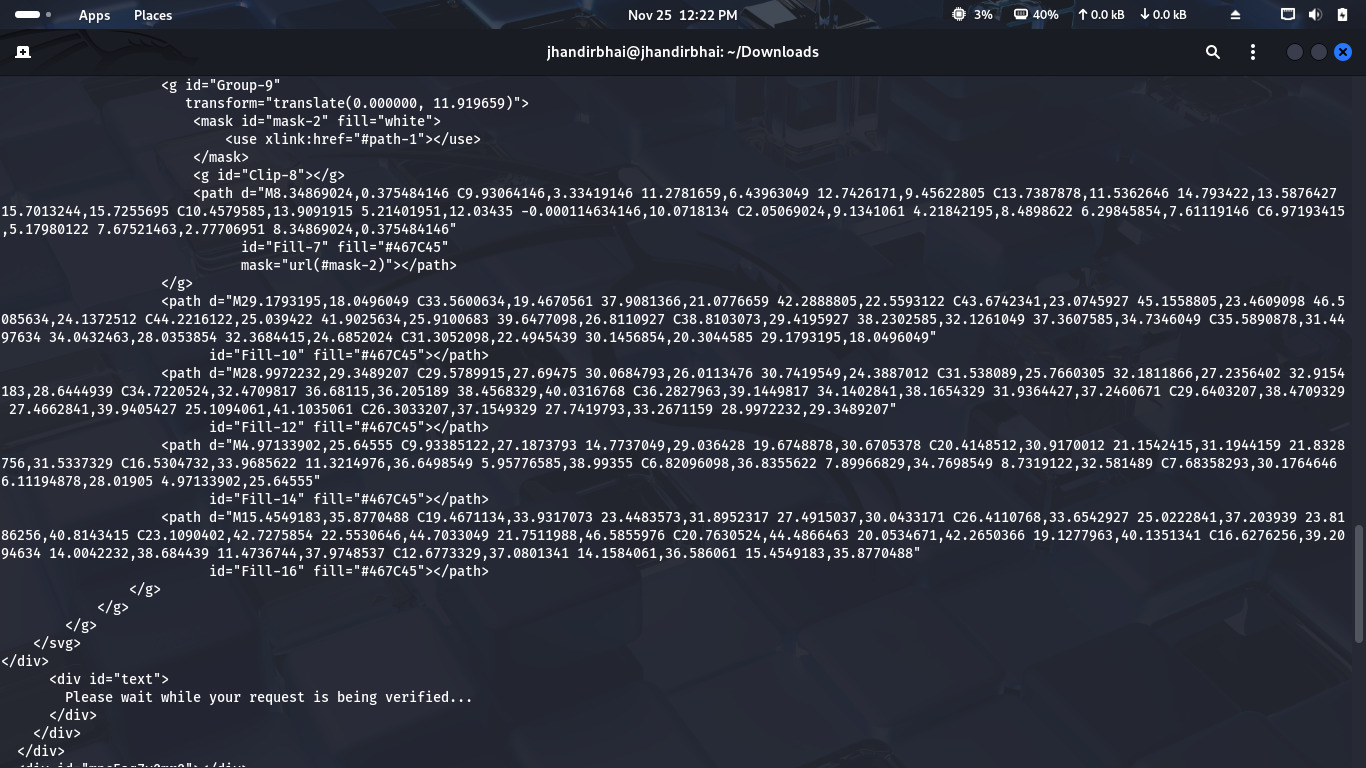 Apps Places Nov 25 12:22 PM 3% 40% 0.0 kB 0.0 kB
jhandirbhai@jhandirbhai: ~/Downloads
<g id="Group-9"
transform="translate(0.000000, 11.919659)">
<mask id="mask-2" fill="white">
<use xlink:href="#path-1"></use>
</mask>
<g id="Clip-8"></g>
<path d="M8.34869024,0.375484146 C9.93064146,3.33419146 11.2781659,6.43963049 12.7426171,9.45622805 C13.7387878,11.5362646 14.793422,13.5876427
15.7013244,15.7255695 C10.4579585,13.9091915 5.21401951,12.03435 -0.000114634146,10.0718134 C2.05069024,9.1341061 4.21842195,8.4898622 6.29845854,7.61119146 C6.97193415
,5.17980122 7.67521463,2.77706951 8.34869024,0.375484146"
id="Fill-7" fill="#467C45"
mask="url(#mask-2)"></path>
</g>
<path d="M29.1793195,18.0496049 C33.5600634,19.4670561 37.9081366,21.0776659 42.2888805,22.5593122 C43.6742341,23.0745927 45.1558805,23.4609098 46.5
085634,24.1372512 C44.2216122,25.039422 41.9025634,25.9100683 39.6477098,26.8110927 C38.8103073,29.4195927 38.2302585,32.1261049 37.3607585,34.7346049 C35.5890878,31.44
97634 34.0432463,28.0353854 32.3684415,24.6852024 C31.3052098,22.4945439 30.1456854,20.3044585 29.1793195,18.0496049"
id="Fill-10" fill="#467C45"></path>
<path d="M28.9972232,29.3489207 C29.5789915,27.69475 30.0684793,26.0113476 30.7419549,24.3887012 C31.538089,25.7660305 32.1811866,27.2356402 32.9154
183,28.6444939 C34.7220524,32.4709817 36.68115,36.205189 38.4568329,40.0316768 C36.2827963,39.1449817 34.1402841,38.1654329 31.9364427,37.2460671 C29.6403207,38.4709329
27.4662841,39.9405427 25.1094061,41.1035061 C26.3033207,37.1549329 27.7419793,33.2671159 28.9972232,29.3489207"
id="Fill-12" fill="#467C45"></path>
<path d="M4.97133902,25.64555 C9.93385122,27.1873793 14.7737049,29.036428 19.6748878,30.6705378 C20.4148512,30.9170012 21.1542415,31.1944159 21.8328
756,31.5337329 C16.5304732,33.9685622 11.3214976,36.6498549 5.95776585,38.99355 C6.82096098,36.8355622 7.89966829,34.7698549 8.7319122,32.581489 C7.68358293,30.1764646
6.11194878,28.01905 4.97133902,25.64555"
id="Fill-14" fill="#467C45"></path>
<path d="M15.4549183,35.8770488 C19.4671134,33.9317073 23.4483573,31.8952317 27.4915037,30.0433171 C26.4110768,33.6542927 25.0222841,37.203939 23.81
86256,40.8143415 C23.1090402,42.7275854 22.5530646,44.7033049 21.7511988,46.5855976 C20.7630524,44.4866463 20.0534671,42.2650366 19.1277963,40.1351341 C16.6276256,39.20
94634 14.0042232,38.684439 11.4736744,37.9748537 C12.6773329,37.0801341 14.1584061,36.586061 15.4549183,35.8770488"
id="Fill-16" fill="#467C45"></path>
</g>
</g>
</g>
</svg>
</div>
<div id="text">
Please wait while your request is being verified...
</div>
</div>
</div>